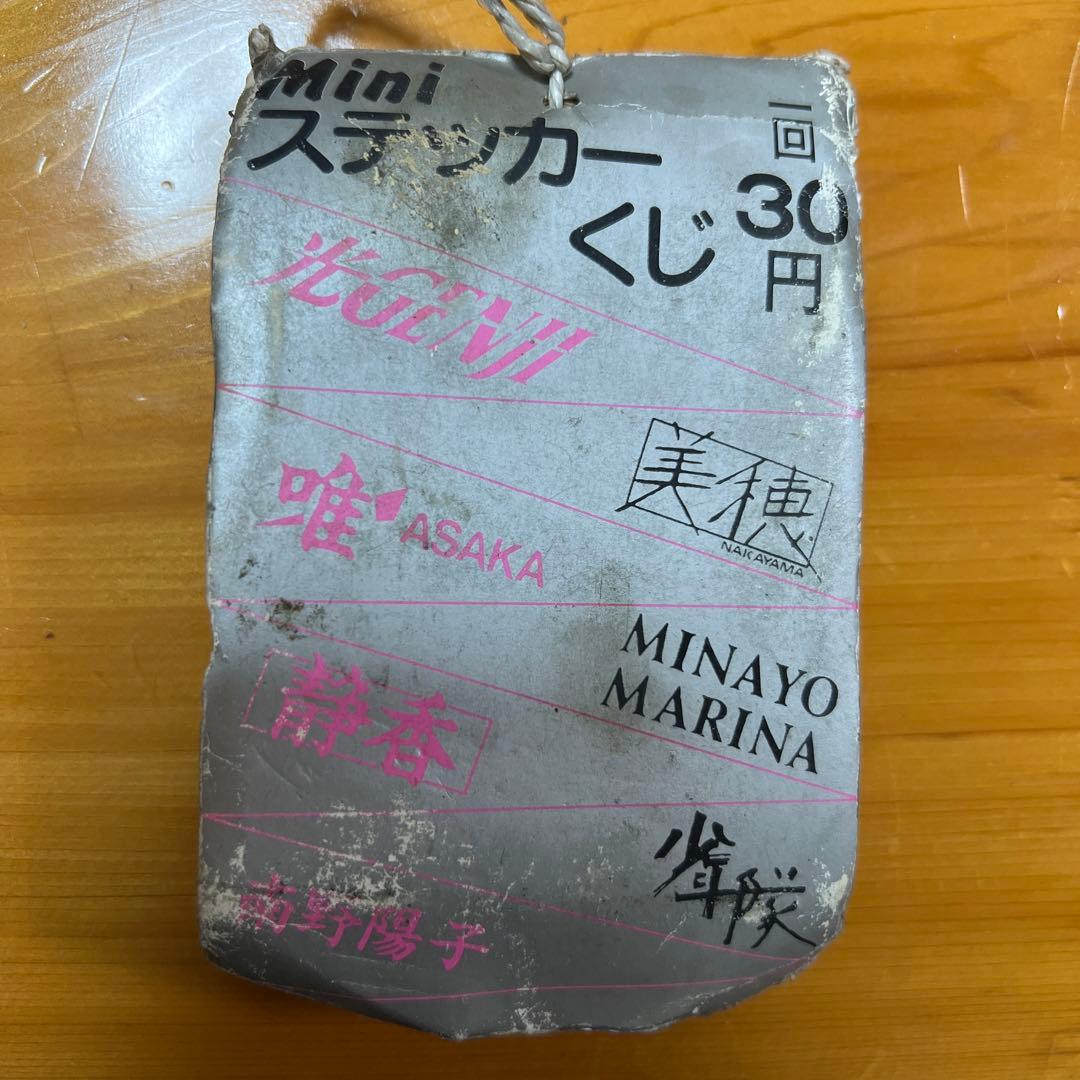 Mini
ステッカー
くじ
一回
30
円
光GENJI
美穂
NAKAYAMA
唯
ASAKA
MINAYO
MARINA
静香
少年隊
南野陽子